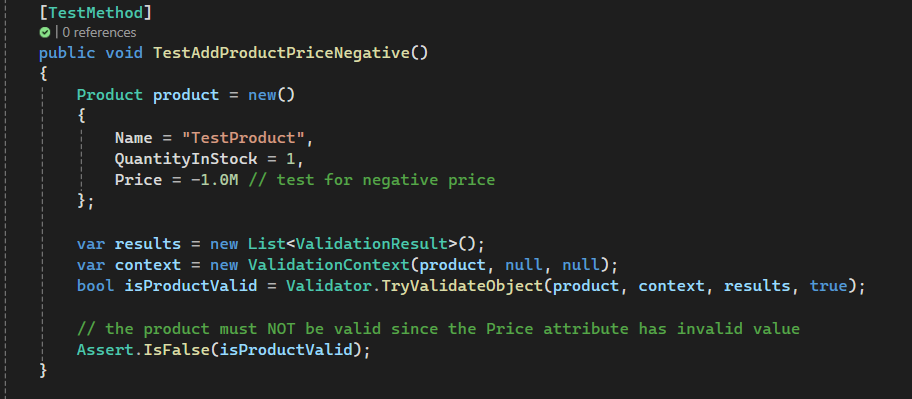 [TestMethod]
| 0 references
public void TestAddProductPriceNegative()
{
    Product product = new()
    {
        Name = "TestProduct",
        QuantityInStock = 1,
        Price = -1.0M // test for negative price
    };

    var results = new List<ValidationResult>();
    var context = new ValidationContext(product, null, null);
    bool isProductValid = Validator.TryValidateObject(product, context, results, true);

    // the product must NOT be valid since the Price attribute has invalid value
    Assert.IsFalse(isProductValid);
}